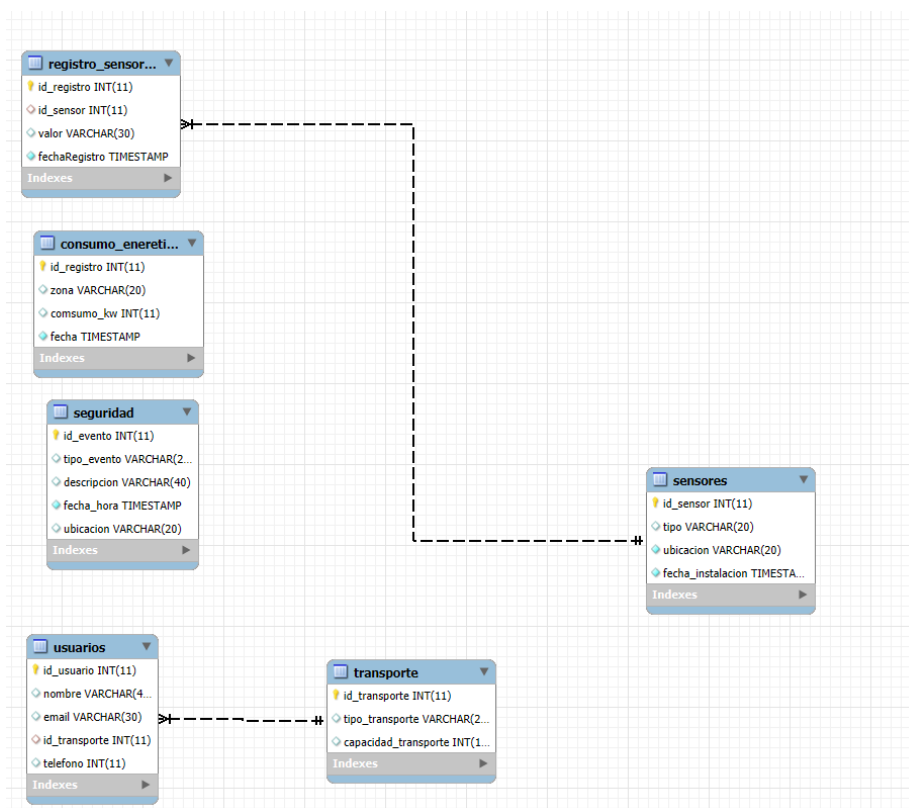 registro_sensor...
id_registro INT(11)
id_sensor INT(11)
valor VARCHAR(30)
fechaRegistro TIMESTAMP
Indexes
consumo_enereti...
id_registro INT(11)
zona VARCHAR(20)
comsumo_kw INT(11)
fecha TIMESTAMP
Indexes
seguridad
id_evento INT(11)
tipo_evento VARCHAR(2...
descripcion VARCHAR(40)
fecha_hora TIMESTAMP
ubicacion VARCHAR(20)
Indexes
sensores
id_sensor INT(11)
tipo VARCHAR(20)
ubicacion VARCHAR(20)
fecha_instalacion TIMESTA...
Indexes
usuarios
id_usuario INT(11)
nombre VARCHAR(4...
email VARCHAR(30)
id_transporte INT(11)
telefono INT(11)
Indexes
transporte
id_transporte INT(11)
tipo_transporte VARCHAR(2...
capacidad_transporte INT(1...
Indexes